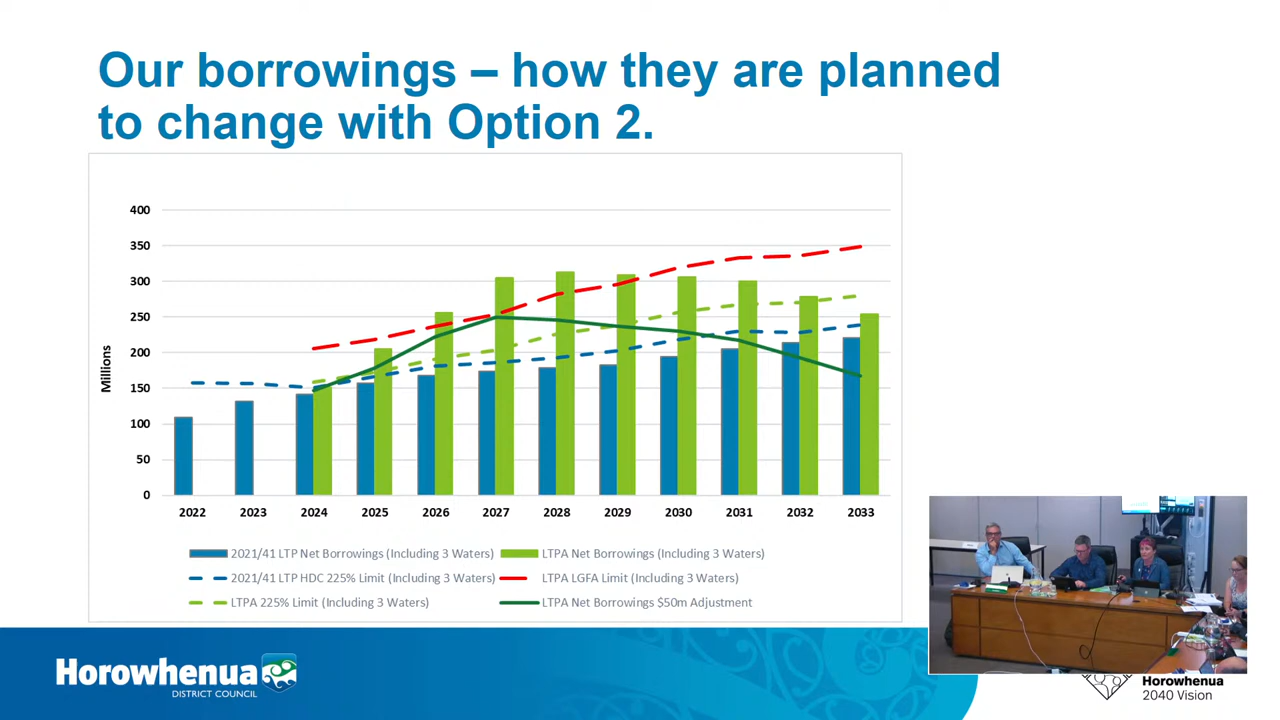 Our borrowings – how they are planned
to change with Option 2.
Millions
400
350
300
250
200
150
100
50
0
2022 2023 2024 2025 2026 2027 2028 2029 2030 2031 2032 2033
2021/41 LTP Net Borrowings (Including 3 Waters) LTPA Net Borrowings (Including 3 Waters)
2021/41 LTP HDC 225% Limit (Including 3 Waters) LTPA LGFA Limit (Including 3 Waters)
LTPA 225% Limit (Including 3 Waters) LTPA Net Borrowings $50m Adjustment
Horowhenua
DISTRICT COUNCIL
Horowhenua
2040 Vision